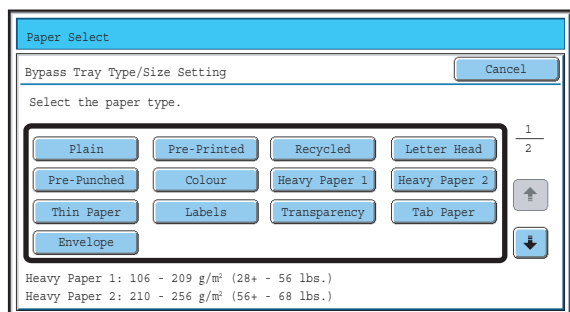 Paper Select
Bypass Tray Type/Size Setting Cancel
Select the paper type.
1
2
Plain Pre-Printed Recycled Letter Head
Pre-Punched Colour Heavy Paper 1 Heavy Paper 2
Thin Paper Labels Transparency Tab Paper
Envelope
Heavy Paper 1: 106 - 209 g/m² (28+ - 56 lbs.)
Heavy Paper 2: 210 - 256 g/m² (56+ - 68 lbs.)